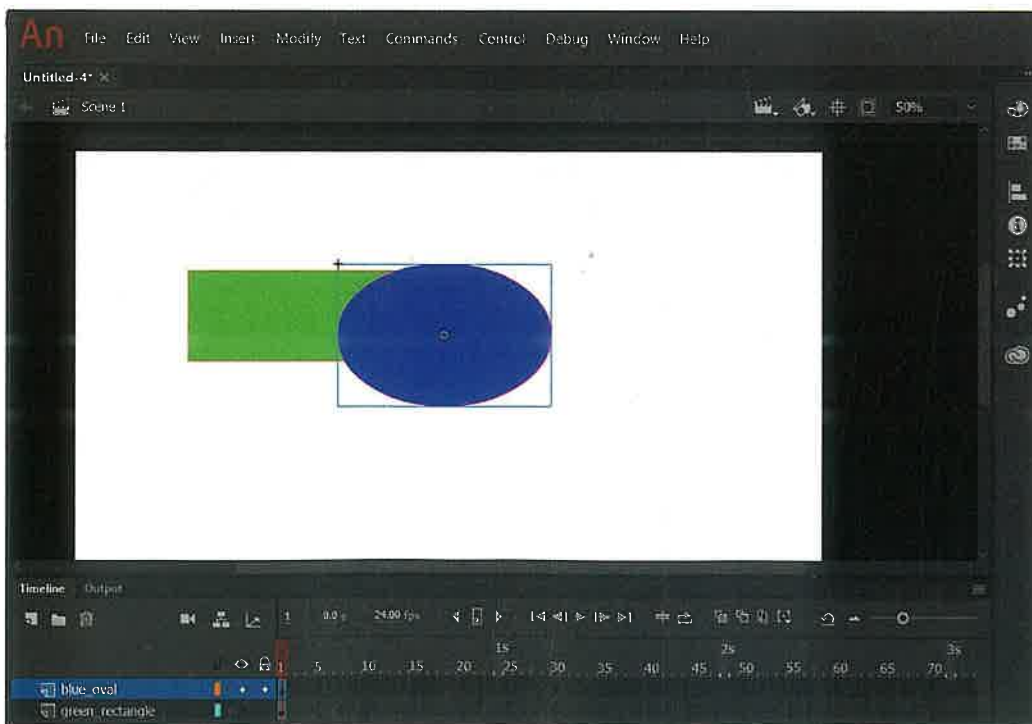 An File Edit View Insert Modify Text Commands Control Debug Window Help
Untitled-4* ×
Scene 1 50%
Timeline Output
1 0.0 s 24.00 fps
1s 2s 3s
1 5 10 15 20 25 30 35 40 45 50 55 60 65 70
blue_oval
green_rectangle